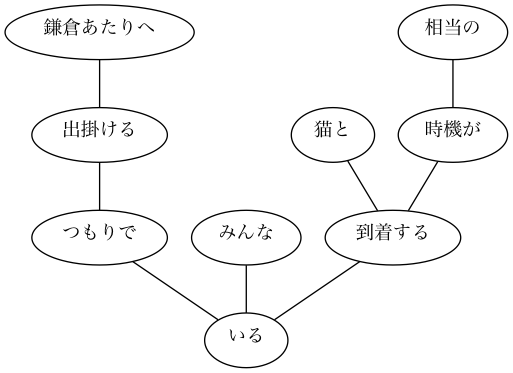 鎌倉あたりへ
相当の
出掛ける
猫と
時機が
つもりで
みんな
到着する
いる